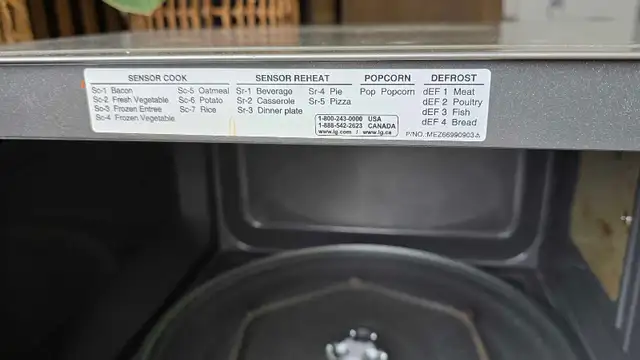 SENSOR COOK
Sc-1 Bacon
Sc-2 Fresh Vegetable
Sc-3 Frozen Entree
Sc-4 Frozen Vegetable
Sc-5 Oatmeal
Sc-6 Potato
Sc-7 Rice
SENSOR REHEAT
Sr-1 Beverage
Sr-2 Casserole
Sr-3 Dinner plate
Sr-4 Pie
Sr-5 Pizza
POPCORN
Pop Popcorn
DEFROST
dEF 1 Meat
dEF 2 Poultry
dEF 3 Fish
dEF 4 Bread
1-800-243-0000 USA
1-888-542-2623 CANADA
www.lg.com / www.lg.ca
P/NO. MEZ66990903